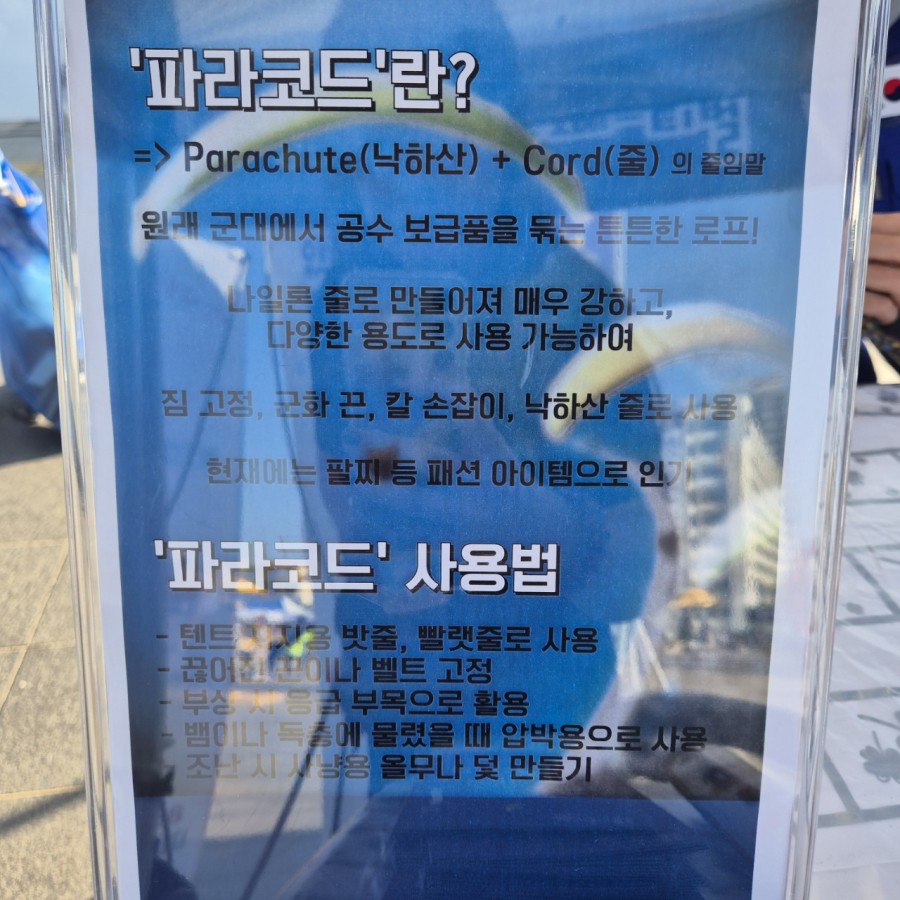 '파라코드'란?
=> Parachute(낙하산) + Cord(줄) 의 줄임말
원래 군대에서 공수 보급품을 묶는 튼튼한 로프!
나일론 줄로 만들어져 매우 강하고,
다양한 용도로 사용 가능하여
짐 고정, 군화 끈, 칼 손잡이, 낙하산 줄로 사용
현재에는 팔찌 등 패션 아이템으로 인기
'파라코드' 사용법
- 텐트 지지용 밧줄, 빨랫줄로 사용
- 끊어진 끈이나 벨트 고정
- 부상 시 응급 부목으로 활용
- 뱀이나 독충에 물렸을 때 압박용으로 사용
- 조난 시 사냥용 올무나 덫 만들기